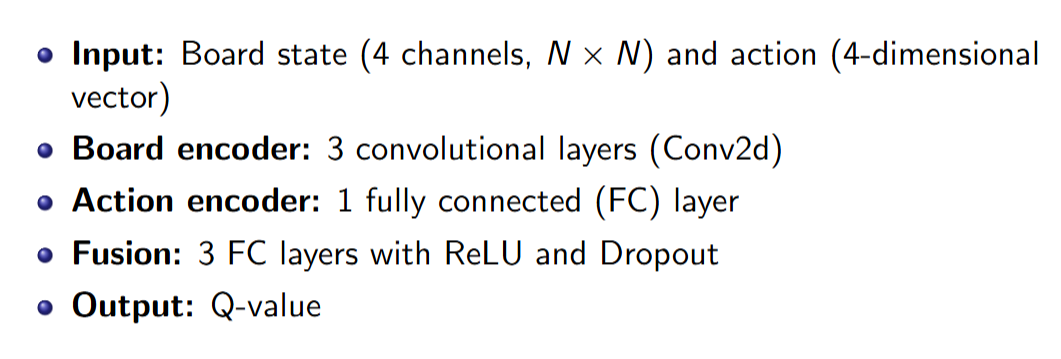 Input: Board state (4 channels, N × N) and action (4-dimensional
vector)
Board encoder: 3 convolutional layers (Conv2d)
Action encoder: 1 fully connected (FC) layer
Fusion: 3 FC layers with ReLU and Dropout
Output: Q-value